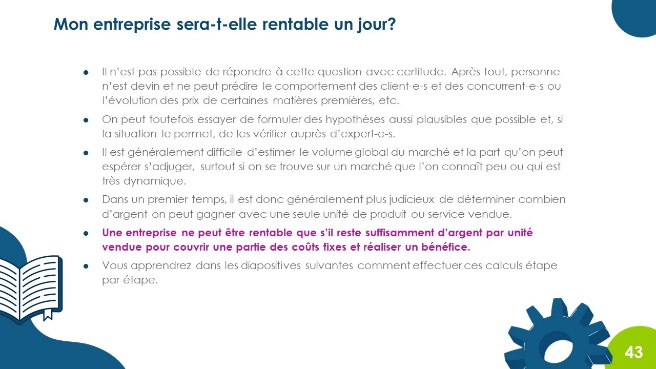 Mon entreprise sera-t-elle rentable un jour?
● Il n'est pas possible de répondre à cette question avec certitude. Après tout, personne
n'est devin et ne peut prédire le comportement des client-e-s et des concurrent-e-s ou
l'évolution des prix de certaines matières premières, etc.
● On peut toutefois essayer de formuler des hypothèses aussi plausibles que possible et, si
la situation le permet, de les vérifier auprès d'expert-e-s.
● Il est généralement difficile d'estimer le volume global du marché et la part qu'on peut
espérer s'adjuger, surtout si on se trouve sur un marché que l'on connaît peu ou qui est
très dynamique.
● Dans un premier temps, il est donc généralement plus judicieux de déterminer combien
d'argent on peut gagner avec une seule unité de produit ou service vendue.
● Une entreprise ne peut être rentable que s'il reste suffisamment d'argent par unité
vendue pour couvrir une partie des coûts fixes et réaliser un bénéfice.
● Vous apprendrez dans les diapositives suivantes comment effectuer ces calculs étape
par étape.
43